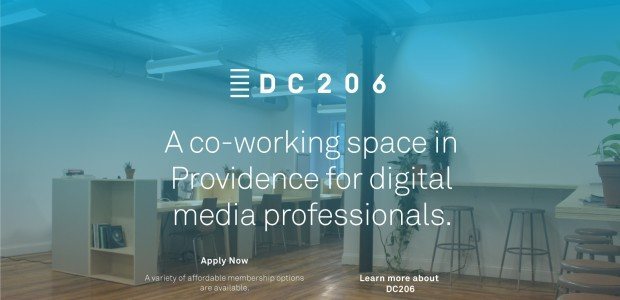 DC206
A co-working space in
Providence for digital
media professionals.
Apply Now
A variety of affordable membership options
are available.
Learn more about
DC206